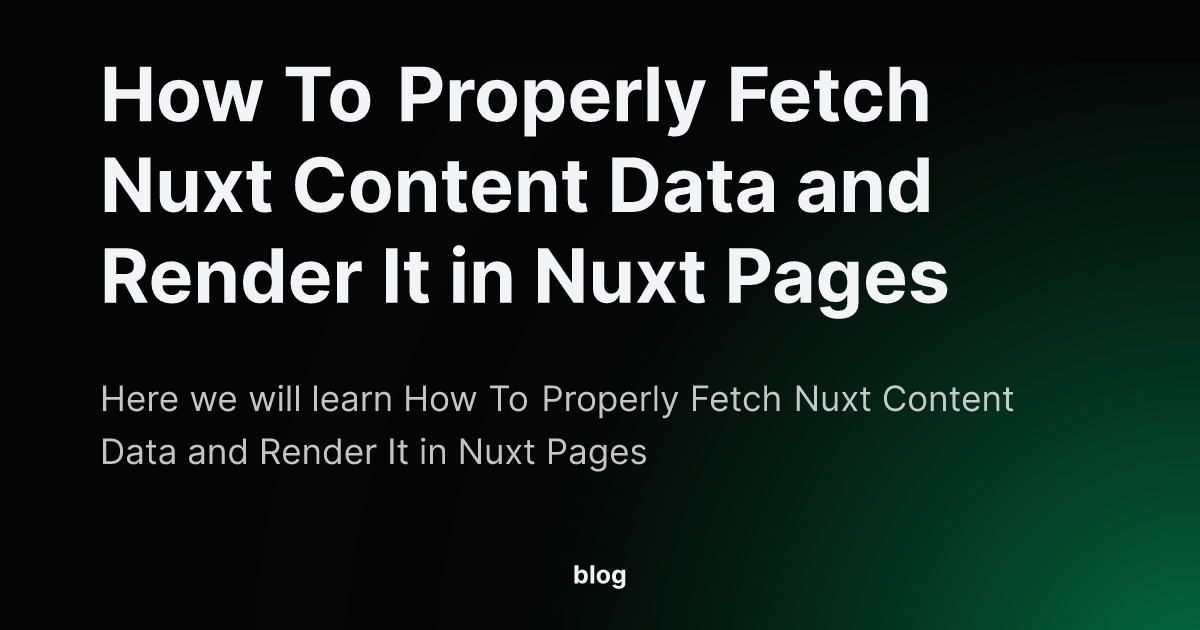 How To Properly Fetch
Nuxt Content Data and
Render It in Nuxt Pages
Here we will learn How To Properly Fetch Nuxt Content
Data and Render It in Nuxt Pages
blog